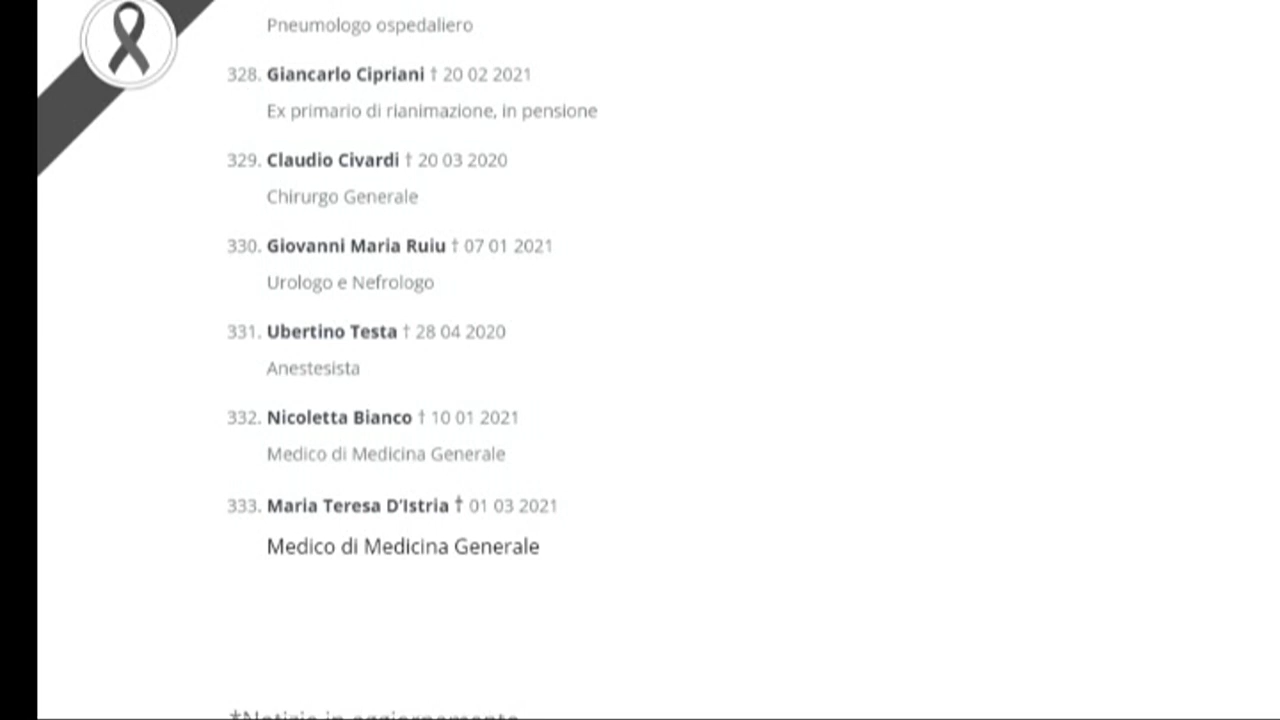 Pneumologo ospedaliero
328. Giancarlo Cipriani † 20 02 2021
Ex primario di rianimazione, in pensione
329. Claudio Civardi † 20 03 2020
Chirurgo Generale
330. Giovanni Maria Ruiu † 07 01 2021
Urologo e Nefrologo
331. Ubertino Testa † 28 04 2020
Anestesista
332. Nicoletta Bianco † 10 01 2021
Medico di Medicina Generale
333. Maria Teresa D'Istria † 01 03 2021
Medico di Medicina Generale
*Notizie in aggiornamento